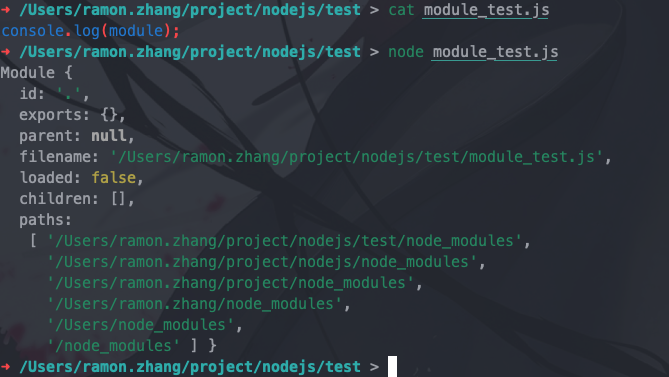 ➜ /Users/ramon.zhang/project/nodejs/test > cat module_test.js
console.log(module);
➜ /Users/ramon.zhang/project/nodejs/test > node module_test.js
Module {
  id: '.',
  exports: {},
  parent: null,
  filename: '/Users/ramon.zhang/project/nodejs/test/module_test.js',
  loaded: false,
  children: [],
  paths:
   [ '/Users/ramon.zhang/project/nodejs/test/node_modules',
     '/Users/ramon.zhang/project/nodejs/node_modules',
     '/Users/ramon.zhang/project/node_modules',
     '/Users/ramon.zhang/node_modules',
     '/Users/node_modules',
     '/node_modules' ] }
➜ /Users/ramon.zhang/project/nodejs/test >